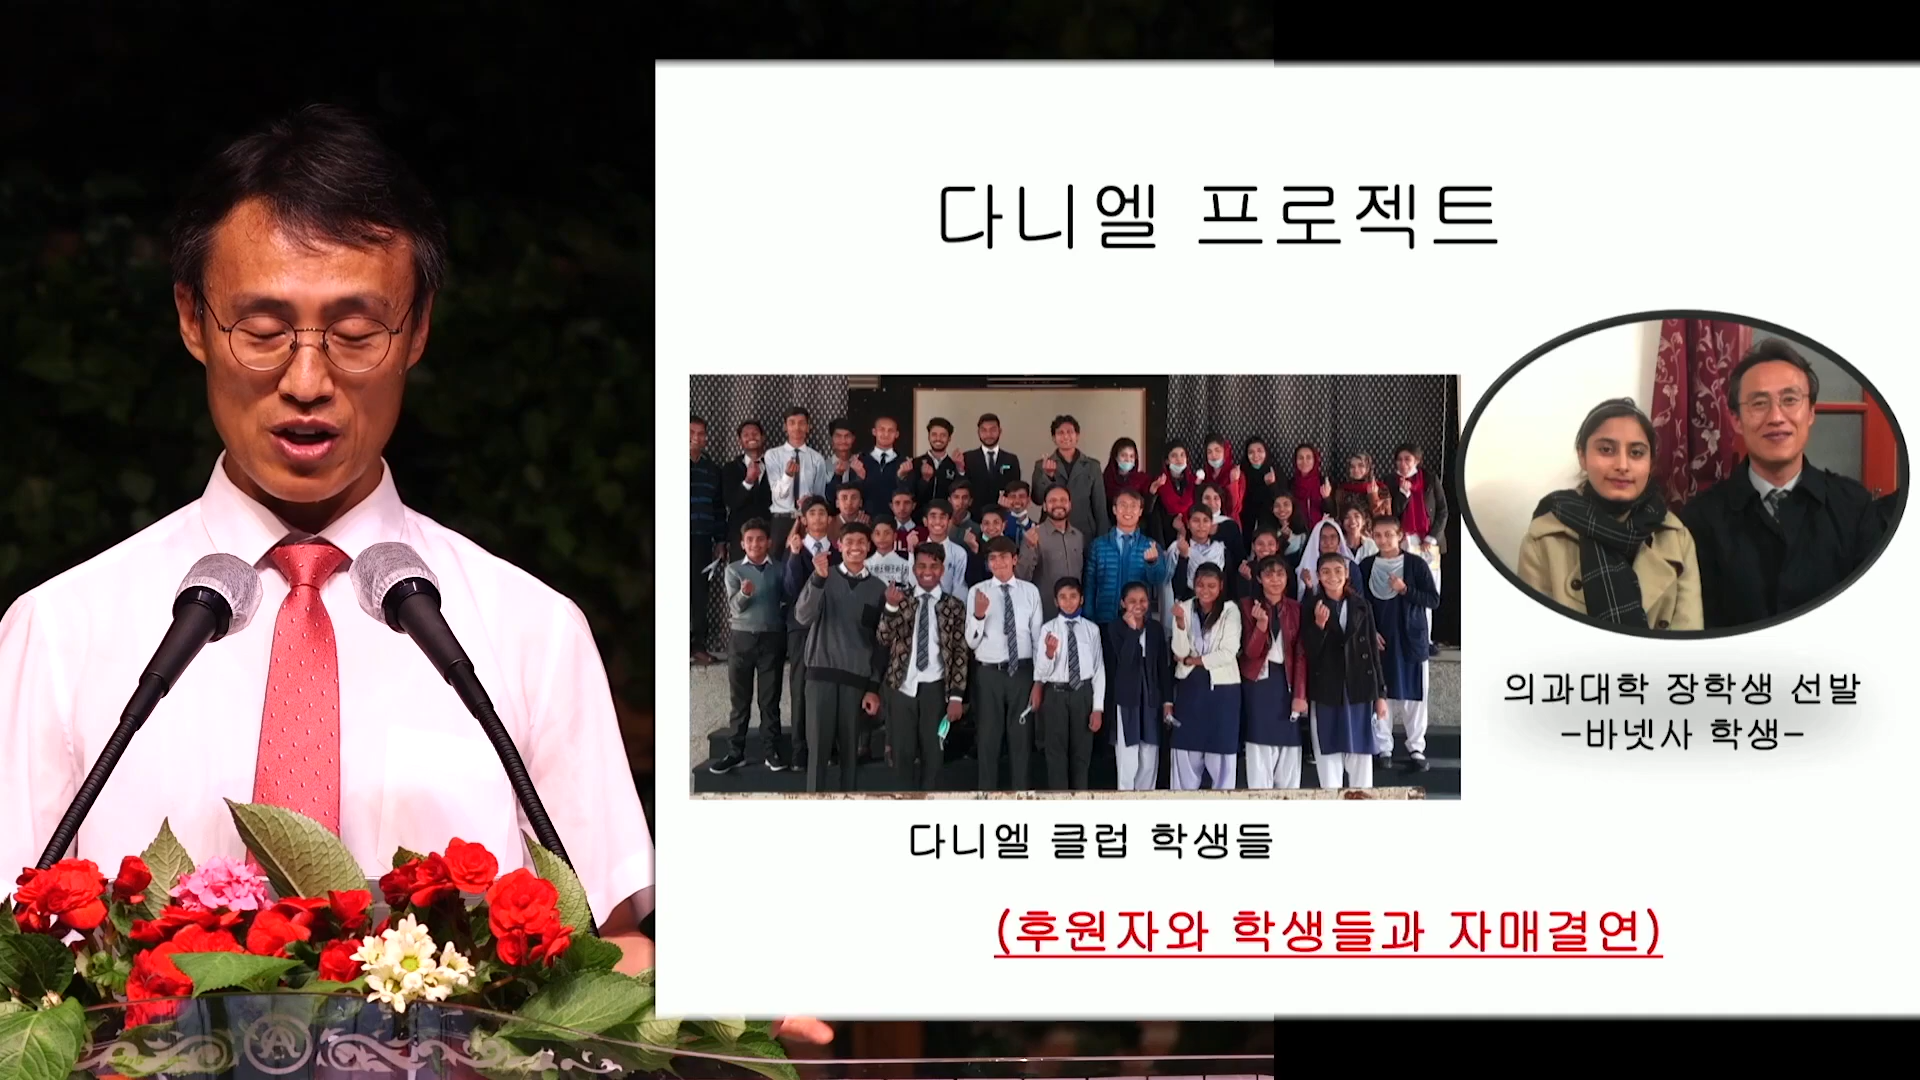 다니엘 프로젝트
의과대학 장학생 선발
-바넷사 학생-
다니엘 클럽 학생들
(후원자와 학생들과 자매결연)